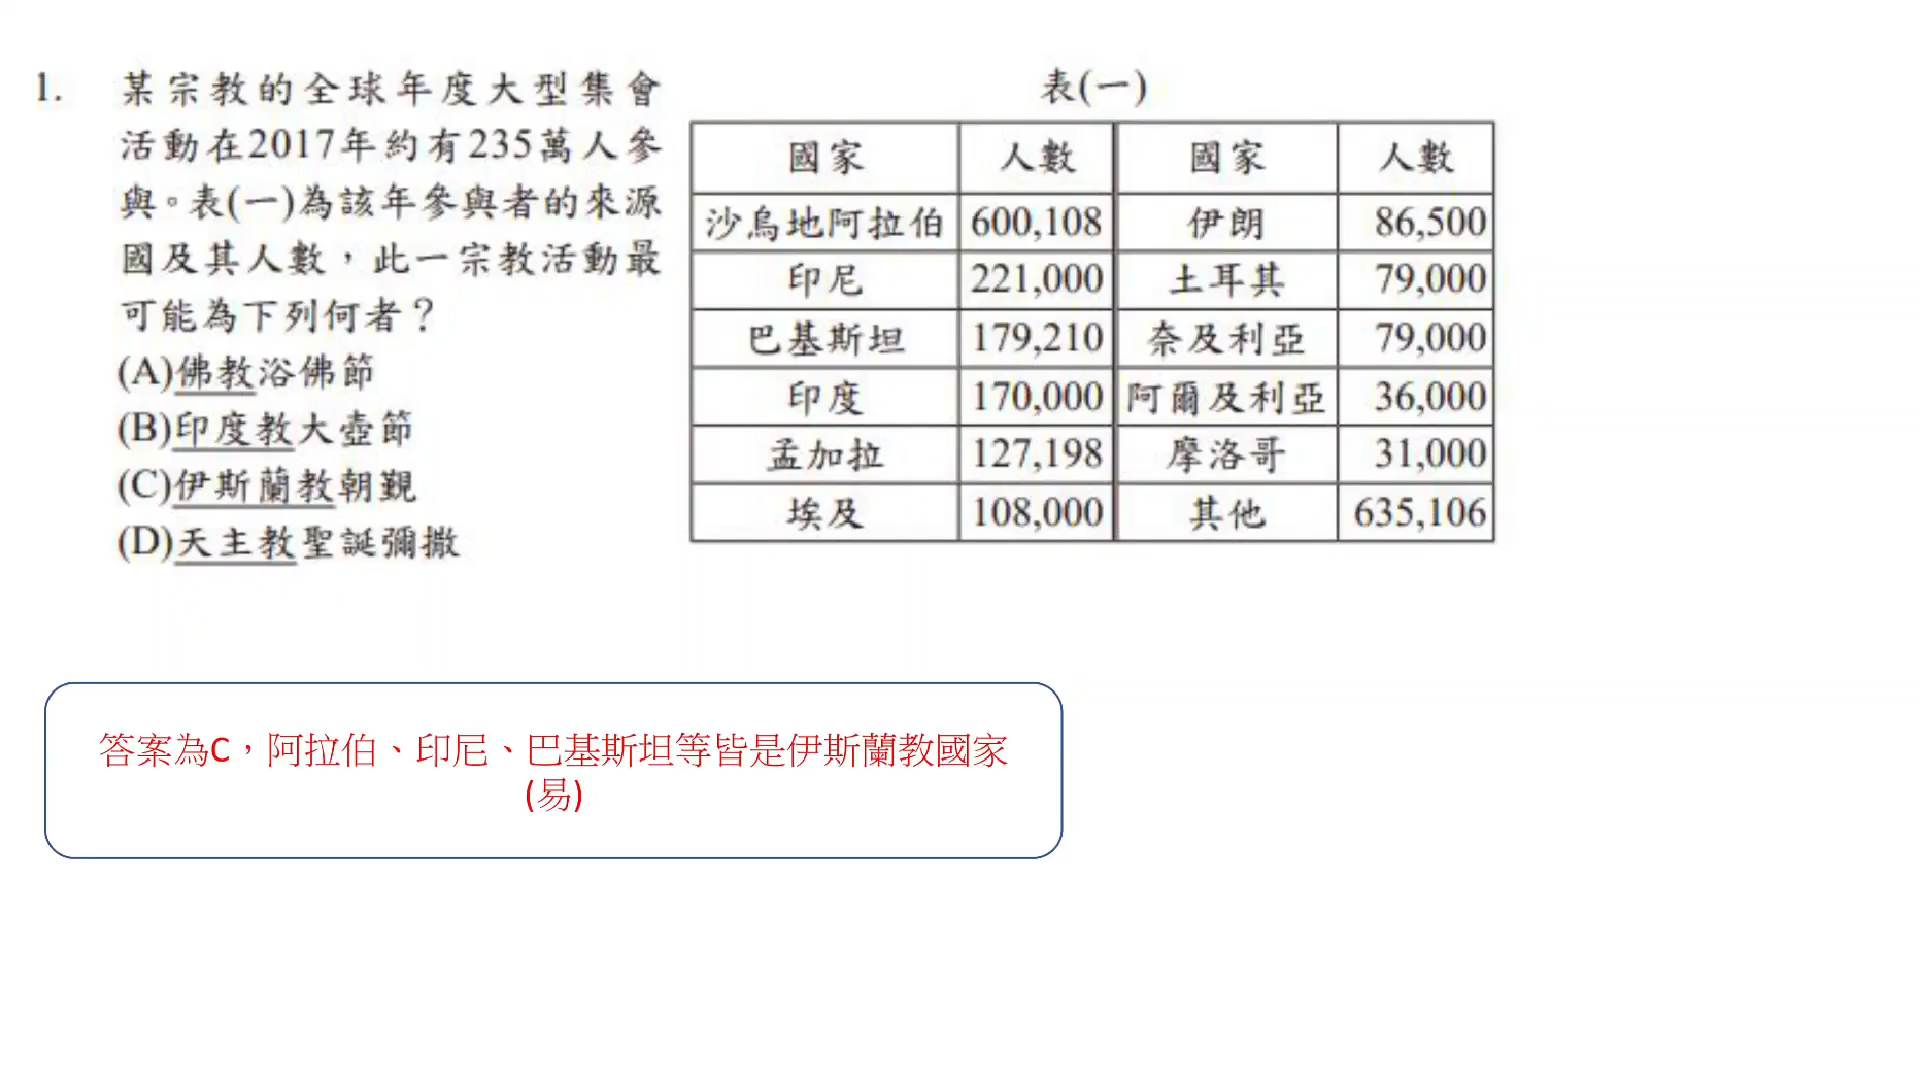 1. 某宗教的全球年度大型集會
活動在2017年約有235萬人參
與。表(一)為該年參與者的來源
國及其人數，此一宗教活動最
可能為下列何者？
(A)佛教浴佛節
(B)印度教大壺節
(C)伊斯蘭教朝覲
(D)天主教聖誕彌撒
表(一)
國家 人數 國家 人數
沙烏地阿拉伯 600,108 伊朗 86,500
印尼 221,000 土耳其 79,000
巴基斯坦 179,210 奈及利亞 79,000
印度 170,000 阿爾及利亞 36,000
孟加拉 127,198 摩洛哥 31,000
埃及 108,000 其他 635,106
答案為C，阿拉伯、印尼、巴基斯坦等皆是伊斯蘭教國家
(易)